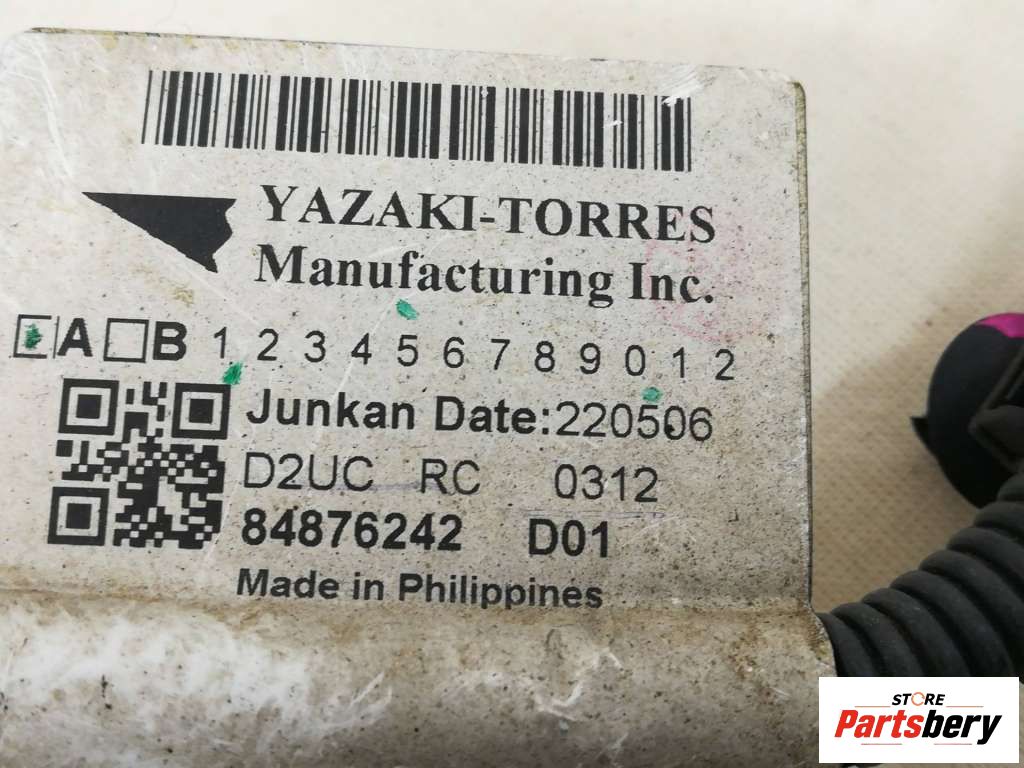 YAZAKI-TORRES
Manufacturing Inc.
A B 1 2 3 4 5 6 7 8 9 0 1 2
Junkan Date:220506
D2UC RC 0312
84876242 D01
Made in Philippines
STORE
Partsbery